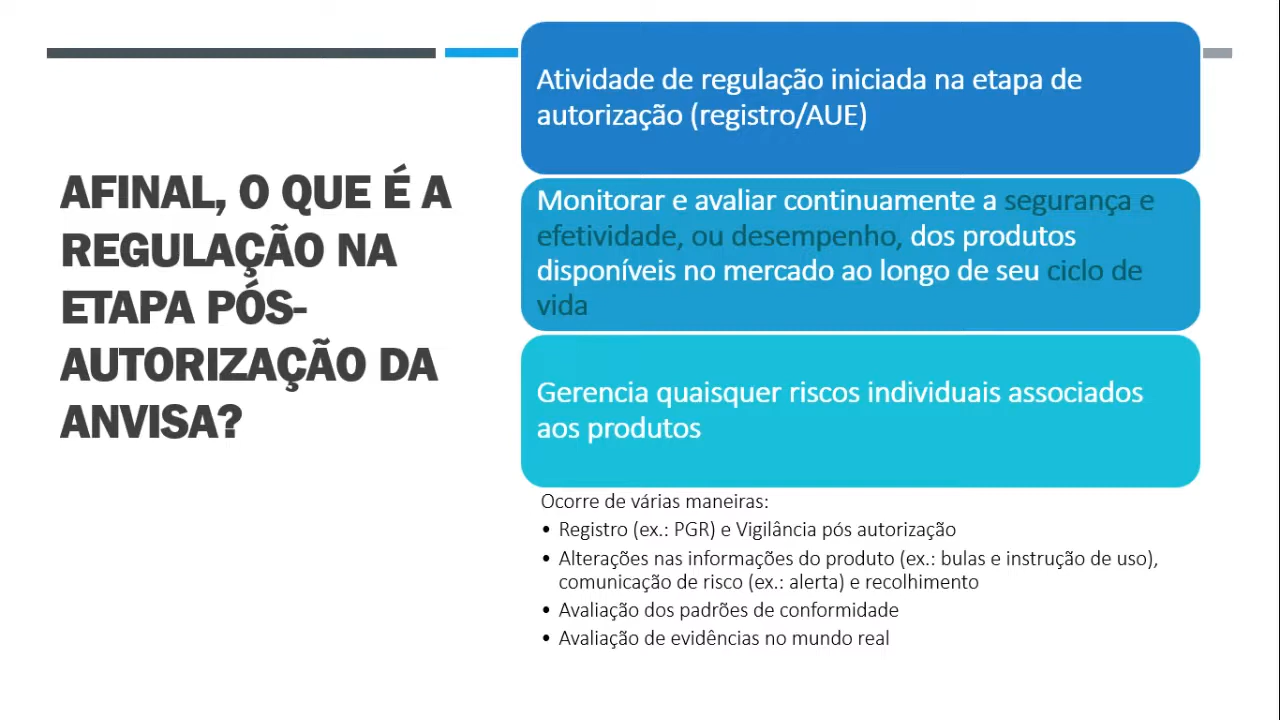 AFINAL, O QUE É A
REGULAÇÃO NA
ETAPA PÓS-
AUTORIZAÇÃO DA
ANVISA?
Atividade de regulação iniciada na etapa de
autorização (registro/AUE)
Monitorar e avaliar continuamente a segurança e
efetividade, ou desempenho, dos produtos
disponíveis no mercado ao longo de seu ciclo de
vida
Gerencia quaisquer riscos individuais associados
aos produtos
Ocorre de várias maneiras:
• Registro (ex.: PGR) e Vigilância pós autorização
• Alterações nas informações do produto (ex.: bulas e instrução de uso),
comunicação de risco (ex.: alerta) e recolhimento
• Avaliação dos padrões de conformidade
• Avaliação de evidências no mundo real